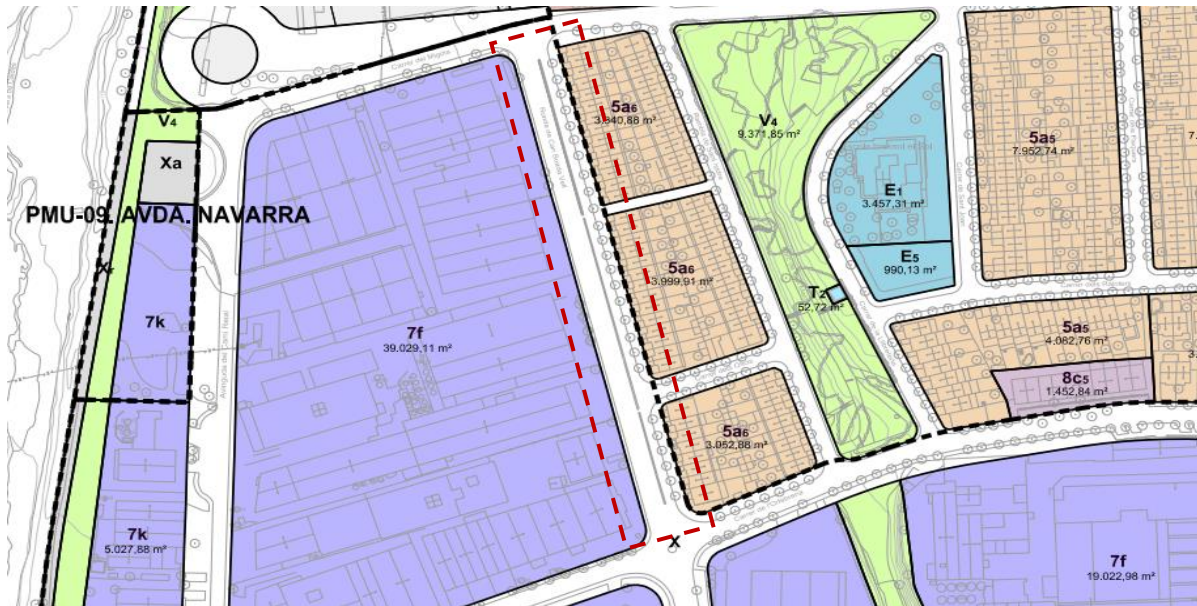 V4
Xa
PMU-09. AVDA. NAVARRA
7k
7k
5.027,88 m²
7f
39.029,11 m²
5a6
3.840,88 m²
5a6
3.999,91 m²
5a6
3.052,88 m²
V4
9.371,85 m²
E1
3.457,31 m²
E5
990,13 m²
T2
52,72 m²
5a5
7.952,74 m²
5a5
4.082,76 m²
8c5
1.452,84 m²
X
7f
19.022,98 m²